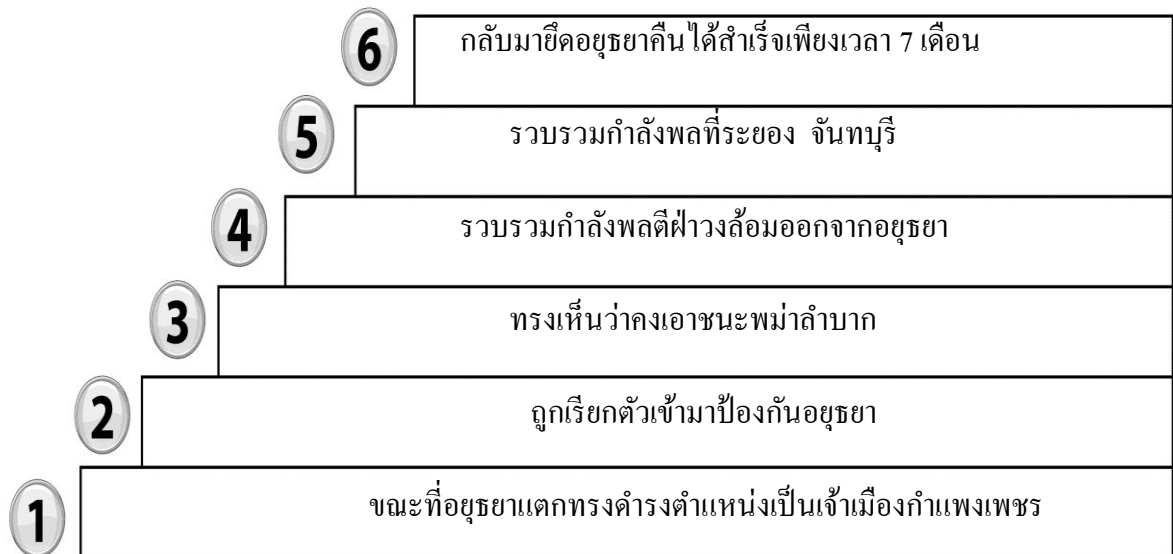 6 กลับมายึดอยุธยาคืนได้สำเร็จเพียงเวลา 7 เดือน
5 รวบรวมกำลังพลที่ระยอง จันทบุรี
4 รวบรวมกำลังพลตีฝ่าวงล้อมออกจากอยุธยา
3 ทรงเห็นว่าคงเอาชนะพม่าลำบาก
2 ถูกเรียกตัวเข้ามาป้องกันอยุธยา
1 ขณะที่อยุธยาแตกทรงดำรงตำแหน่งเป็นเจ้าเมืองกำแพงเพชร